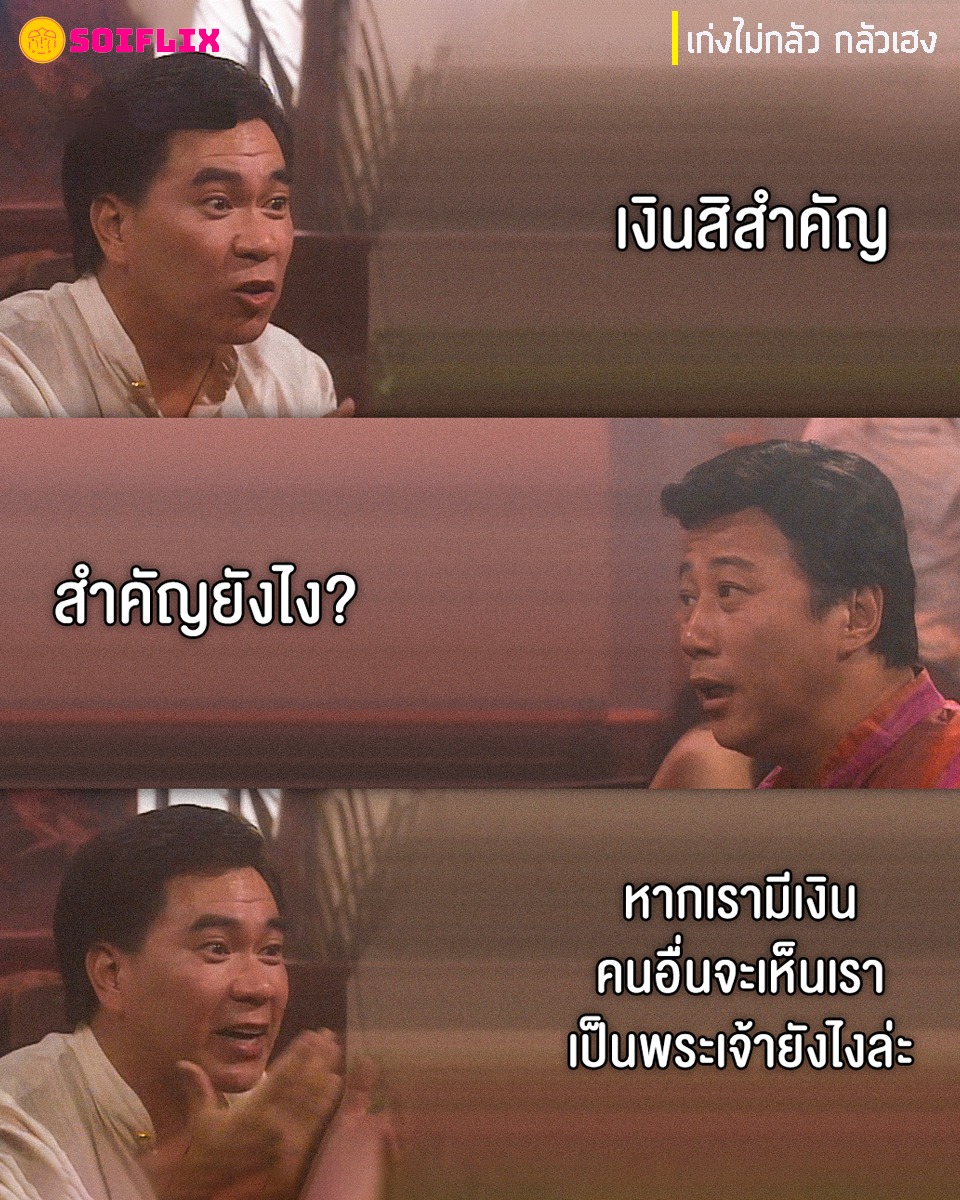 SOIFLIX
เก่งไม่กลัว กลัวเฮง
เงินสิสำคัญ
สำคัญยังไง?
หากเรามีเงิน
คนอื่นจะเห็นเรา
เป็นพระเจ้ายังไงล่ะ